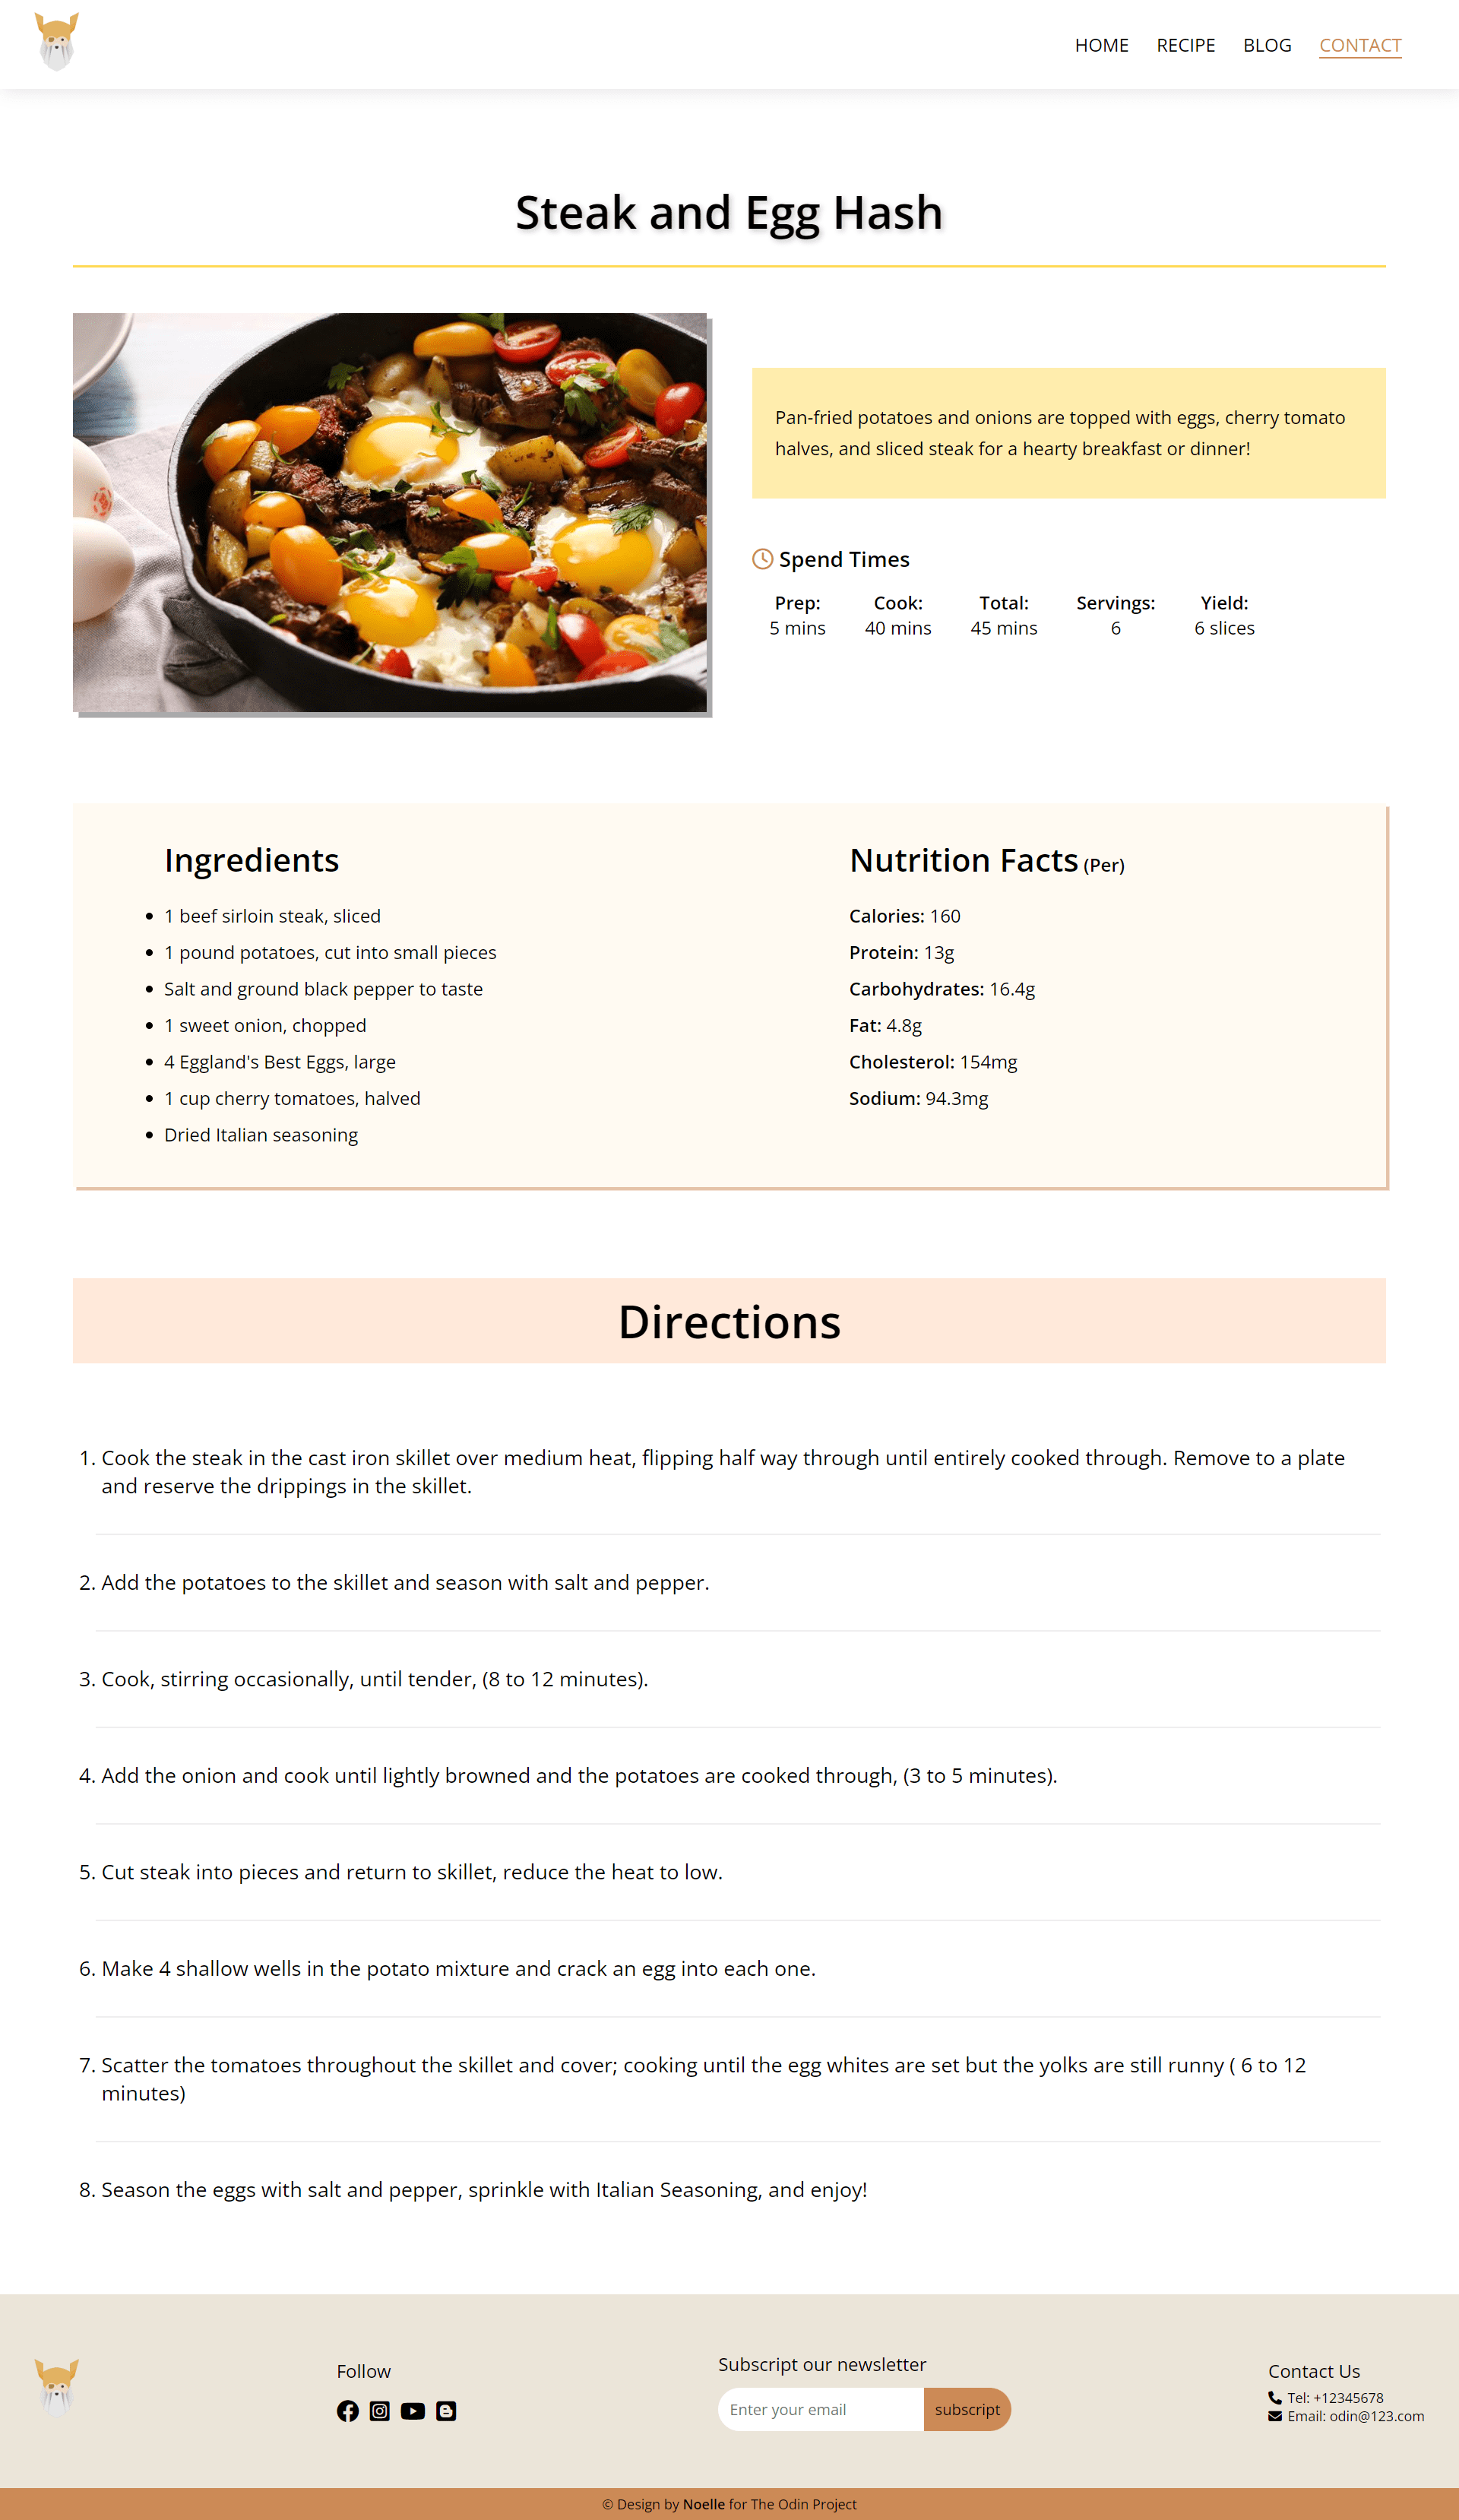 HOME RECIPE BLOG CONTACT
Steak and Egg Hash
Pan-fried potatoes and onions are topped with eggs, cherry tomato
halves, and sliced steak for a hearty breakfast or dinner!
Spend Times
Prep: Cook: Total: Servings: Yield:
5 mins 40 mins 45 mins 6 6 slices
Ingredients
• 1 beef sirloin steak, sliced
• 1 pound potatoes, cut into small pieces
• Salt and ground black pepper to taste
• 1 sweet onion, chopped
• 4 Eggland's Best Eggs, large
• 1 cup cherry tomatoes, halved
• Dried Italian seasoning
Nutrition Facts (Per)
Calories: 160
Protein: 13g
Carbohydrates: 16.4g
Fat: 4.8g
Cholesterol: 154mg
Sodium: 94.3mg
Directions
1. Cook the steak in the cast iron skillet over medium heat, flipping half way through until entirely cooked through. Remove to a plate
and reserve the drippings in the skillet.
2. Add the potatoes to the skillet and season with salt and pepper.
3. Cook, stirring occasionally, until tender, (8 to 12 minutes).
4. Add the onion and cook until lightly browned and the potatoes are cooked through, (3 to 5 minutes).
5. Cut steak into pieces and return to skillet, reduce the heat to low.
6. Make 4 shallow wells in the potato mixture and crack an egg into each one.
7. Scatter the tomatoes throughout the skillet and cover; cooking until the egg whites are set but the yolks are still runny ( 6 to 12
minutes)
8. Season the eggs with salt and pepper, sprinkle with Italian Seasoning, and enjoy!
Follow
Subscript our newsletter
Enter your email subscript
Contact Us
Tel: +12345678
Email: odin@123.com
© Design by Noelle for The Odin Project